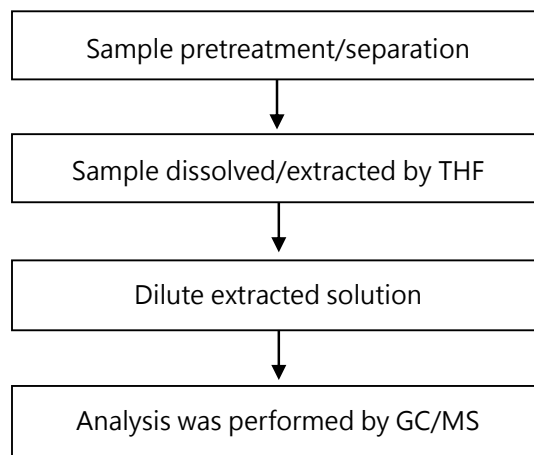 Sample pretreatment/separation
Sample dissolved/extracted by THF
Dilute extracted solution
Analysis was performed by GC/MS